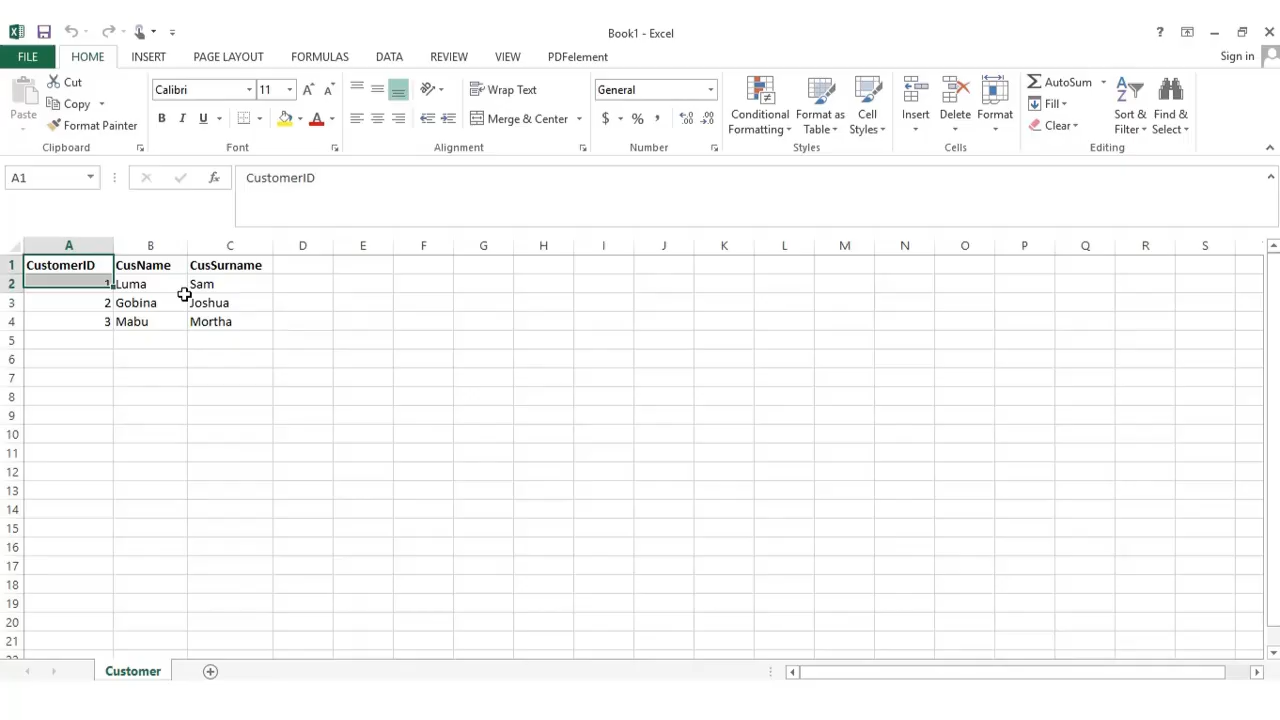 Book1 - Excel
Sign in
FILE HOME INSERT PAGE LAYOUT FORMULAS DATA REVIEW VIEW PDFelement
Paste
Cut
Copy
Format Painter
Clipboard
Calibri 11
B I U A
Font
Wrap Text
Merge & Center
Alignment
General
$ % , .00 .0
Number
Conditional Formatting
Format as Table
Cell Styles
Styles
Insert
Delete
Format
Cells
AutoSum
Fill
Clear
Sort & Filter
Find & Select
Editing
A1 fx CustomerID
A B C D E F G H I J K L M N O P Q R S
1 CustomerID CusName CusSurname
2 1 Luma Sam
3 2 Gobina Joshua
4 3 Mabu Mortha
5
6
7
8
9
10
11
12
13
14
15
16
17
18
19
20
21
Customer